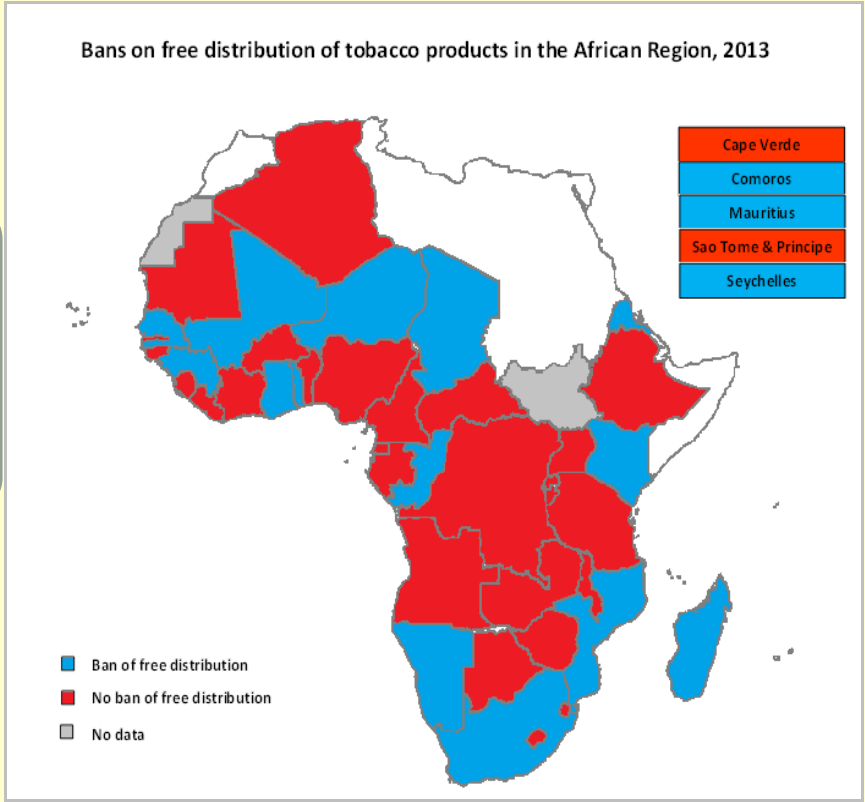 Bans on free distribution of tobacco products in the African Region, 2013
Cape Verde
Comoros
Mauritius
Sao Tome & Principe
Seychelles
Ban of free distribution
No ban of free distribution
No data